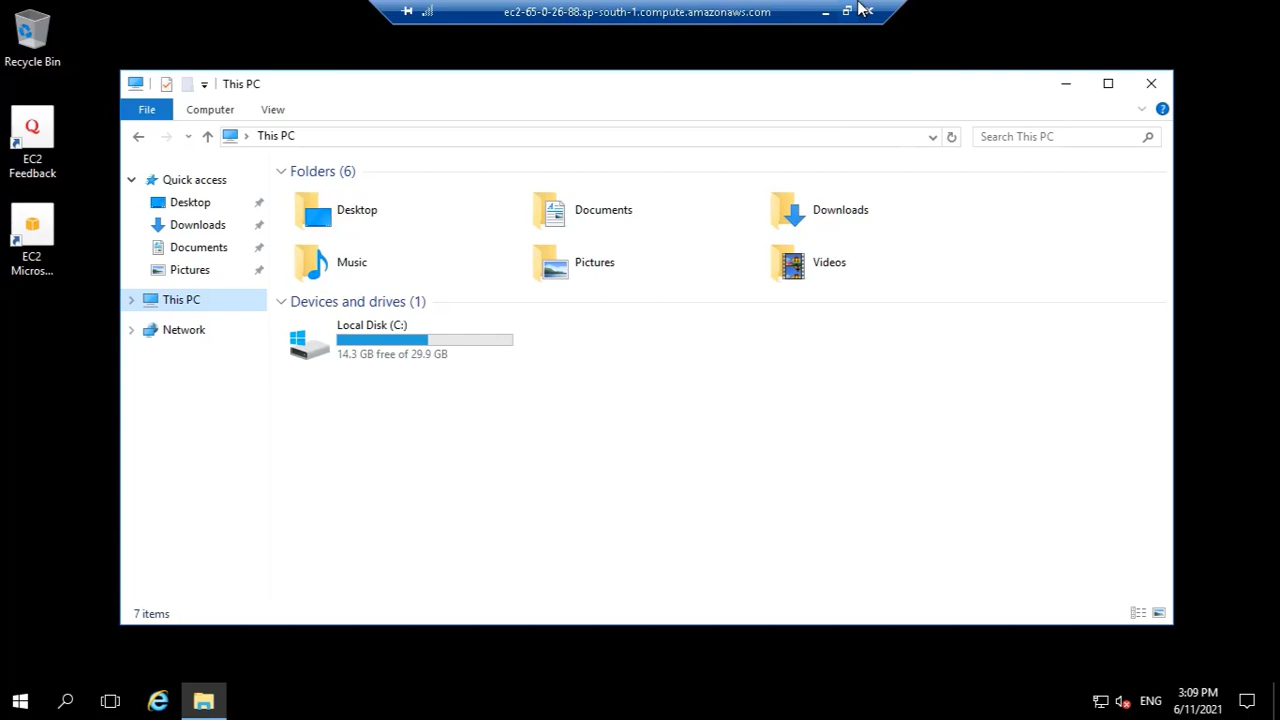 ec2-65-0-26-88.ap-south-1.compute.amazonaws.com
Recycle Bin
EC2
Feedback
EC2
Micros...
This PC
File
Computer
View
This PC
Search This PC
Quick access
Desktop
Downloads
Documents
Pictures
This PC
Network
Folders (6)
Desktop
Documents
Downloads
Music
Pictures
Videos
Devices and drives (1)
Local Disk (C:)
14.3 GB free of 29.9 GB
7 items
ENG
3:09 PM
6/11/2021